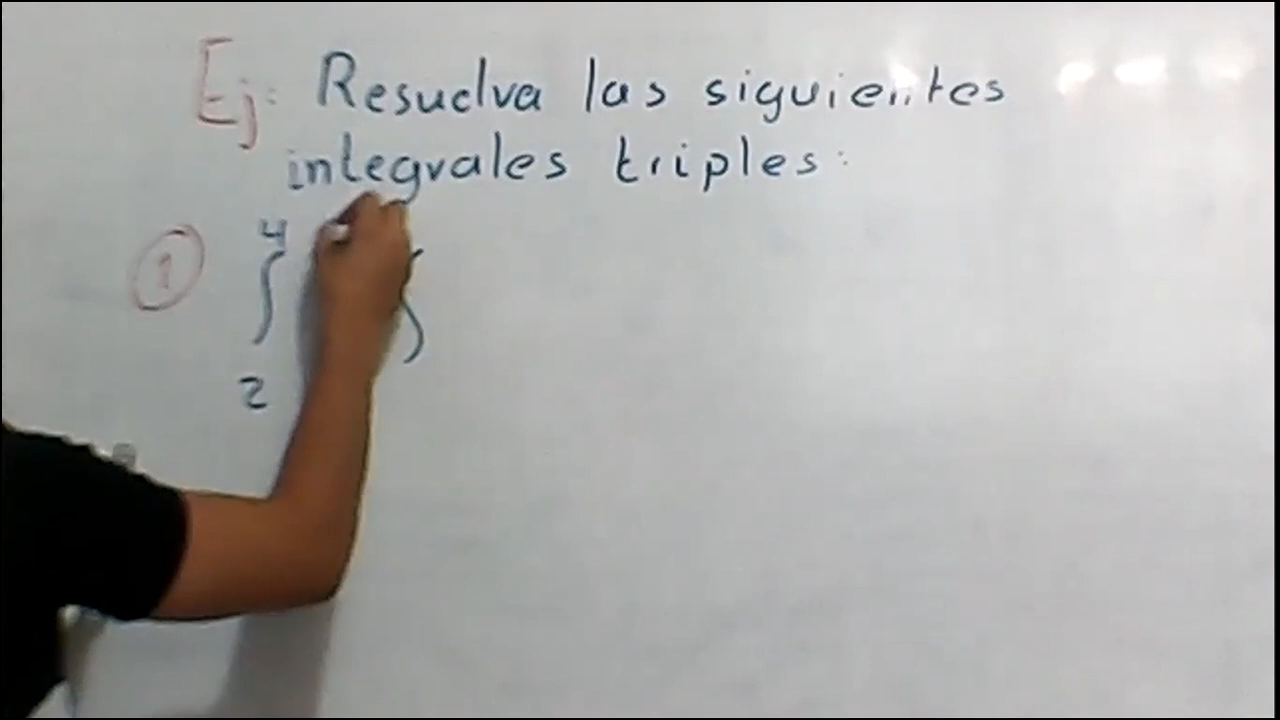 Ej: Resuelva las siguientes
integrales triples:
① ∫ 4 2 ∫